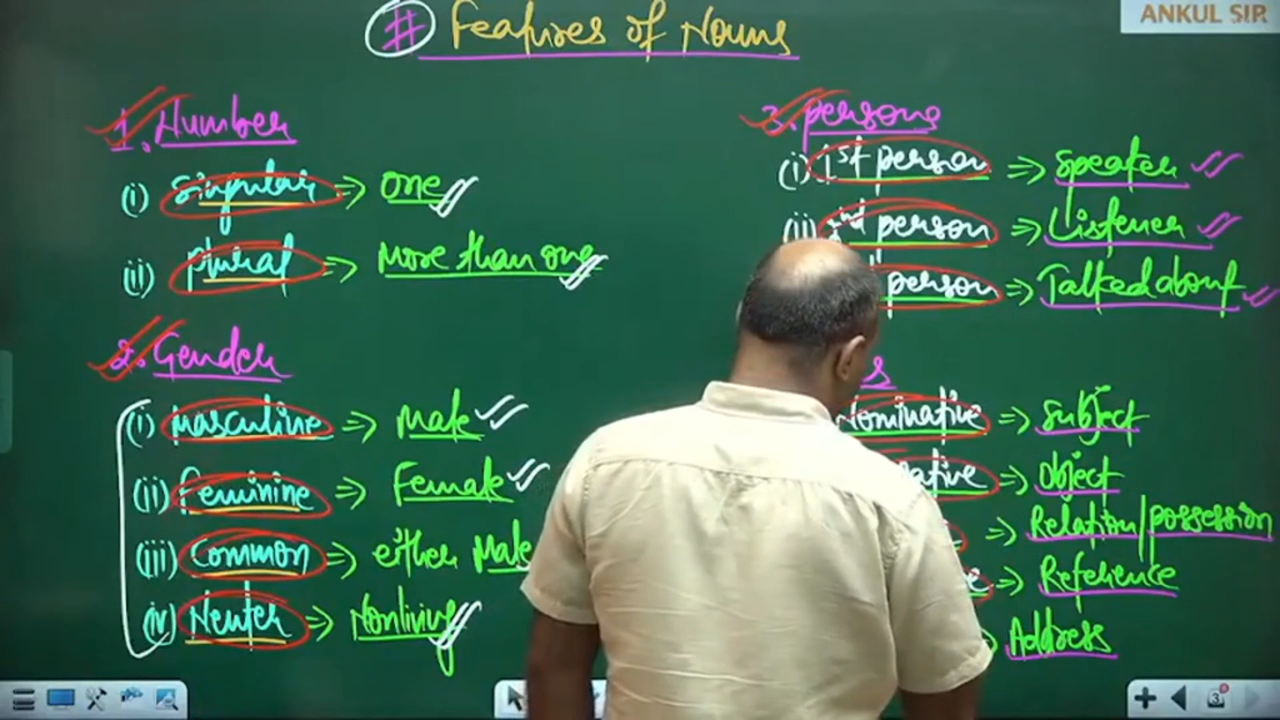 # Features of Nouns
ANKUL SIR
1. Number
(i) Singular ⇒ one
(ii) Plural ⇒ More than one
2. Gender
(i) Masculine ⇒ Male
(ii) Feminine ⇒ Female
(iii) Common ⇒ either Male
(iv) Neuter ⇒ Nonliving
3. Persons
(i) 1st person ⇒ Speaker
(ii) person ⇒ Listener
person ⇒ Talked about
Nominative ⇒ Subject
⇒ Object
⇒ Relation/possession
⇒ Reference
Address
3